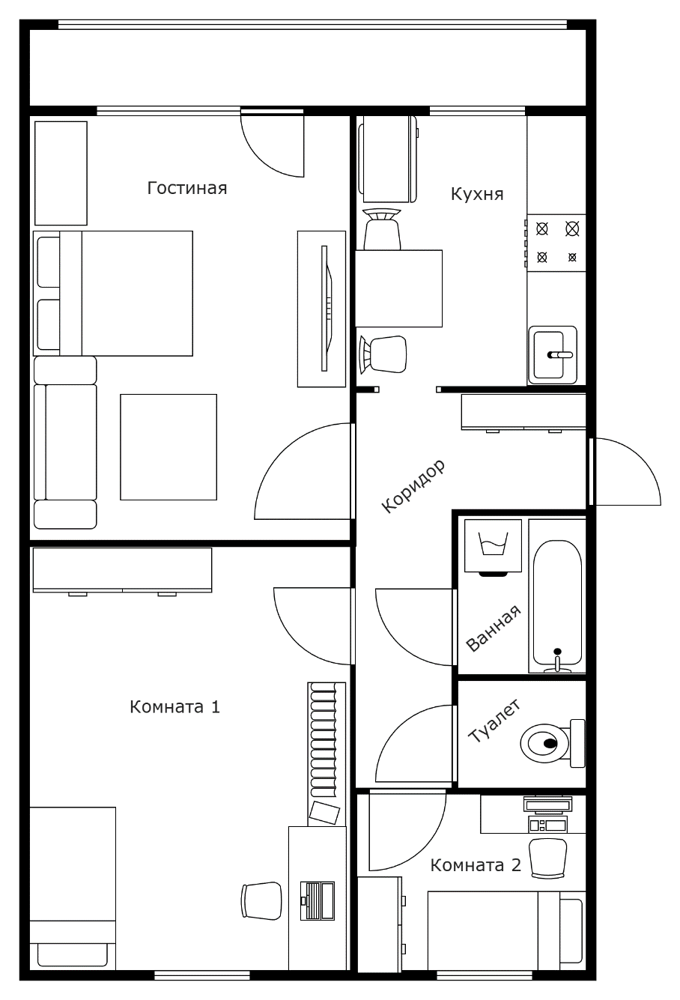 Гостиная
Кухня
Коридор
Ванная
Комната 1
Туалет
Комната 2